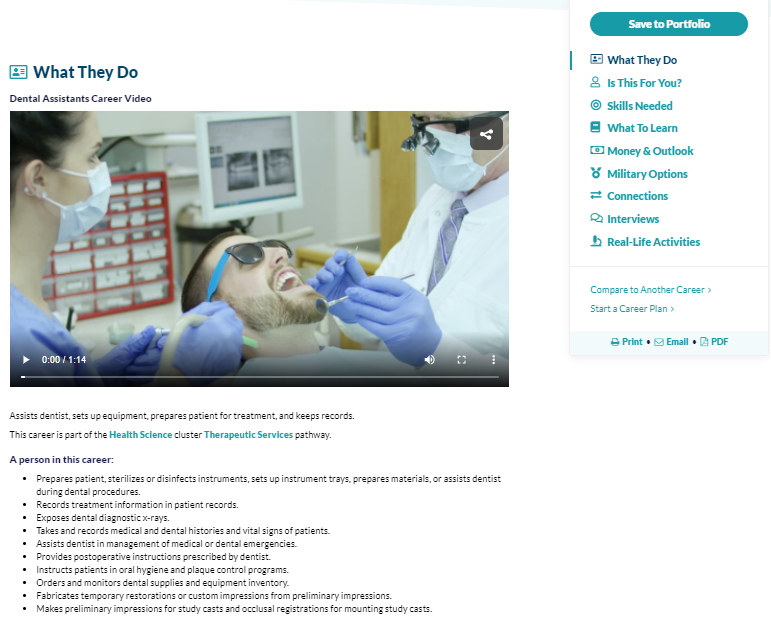 Save to Portfolio
What They Do
Is This For You?
Skills Needed
What To Learn
Money & Outlook
Military Options
Connections
Interviews
Real-Life Activities
Compare to Another Career >
Start a Career Plan >
Print • Email • PDF
What They Do
Dental Assistants Career Video
0:00 / 1:14
Assists dentist, sets up equipment, prepares patient for treatment, and keeps records.
This career is part of the Health Science cluster Therapeutic Services pathway.
A person in this career:
• Prepares patient, sterilizes or disinfects instruments, sets up instrument trays, prepares materials, or assists dentist
during dental procedures.
• Records treatment information in patient records.
• Exposes dental diagnostic x-rays.
• Takes and records medical and dental histories and vital signs of patients.
• Assists dentist in management of medical or dental emergencies.
• Provides postoperative instructions prescribed by dentist.
• Instructs patients in oral hygiene and plaque control programs.
• Orders and monitors dental supplies and equipment inventory.
• Fabricates temporary restorations or custom impressions from preliminary impressions.
• Makes preliminary impressions for study casts and occlusal registrations for mounting study casts.